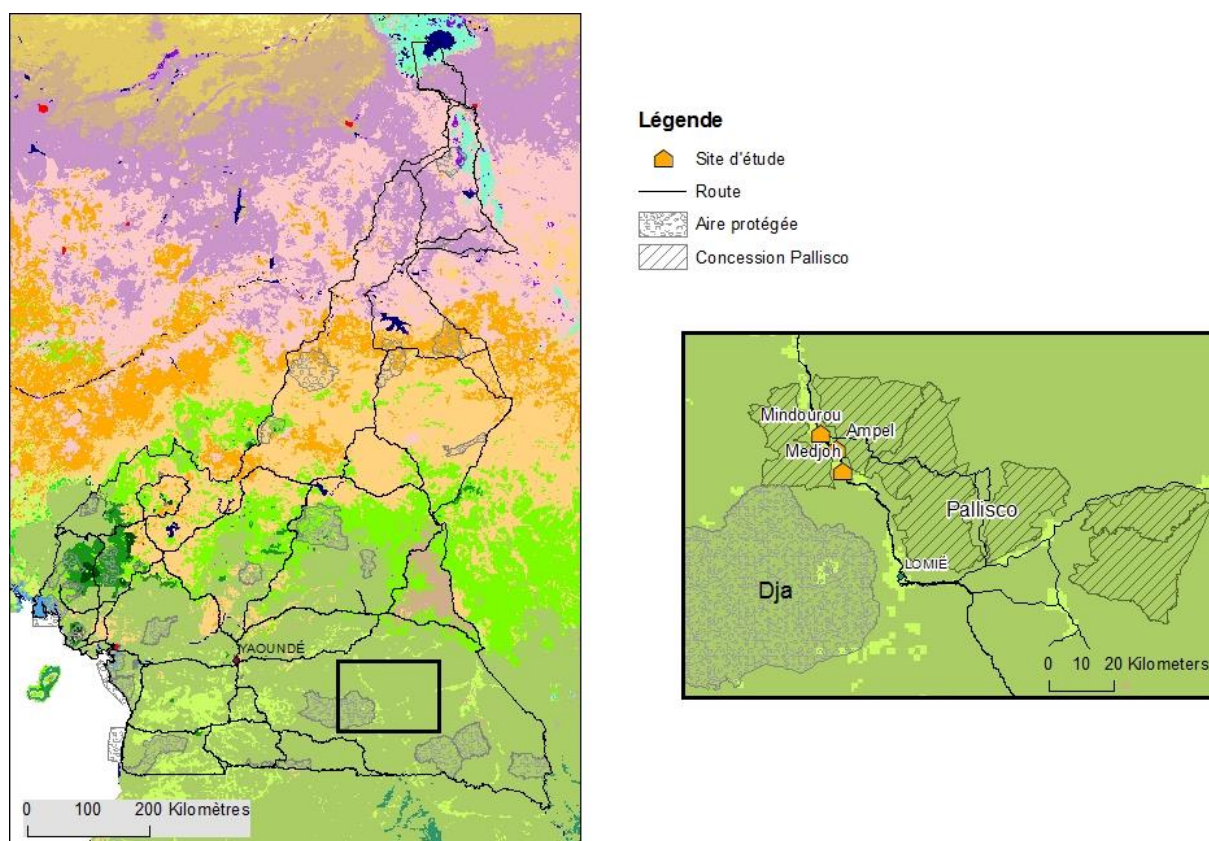 YAOUNDÉ
0 100 200 Kilomètres
Légende
Site d'étude
Route
Aire protégée
Concession Pallisco
Mindourou
Ampel
Medjoh
Pallisco
LOMIÉ
Dja
0 10 20 Kilometers